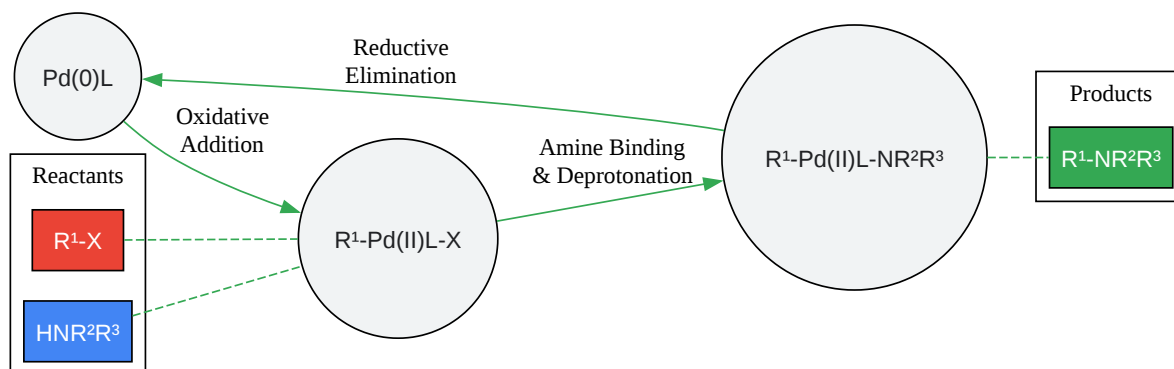 Pd(0)L
Reductive
Elimination
Oxidative
Addition
Reactants
R¹-X
HNR²R³
R¹-Pd(II)L-X
Amine Binding
& Deprotonation
R¹-Pd(II)L-NR²R³
Products
R¹-NR²R³